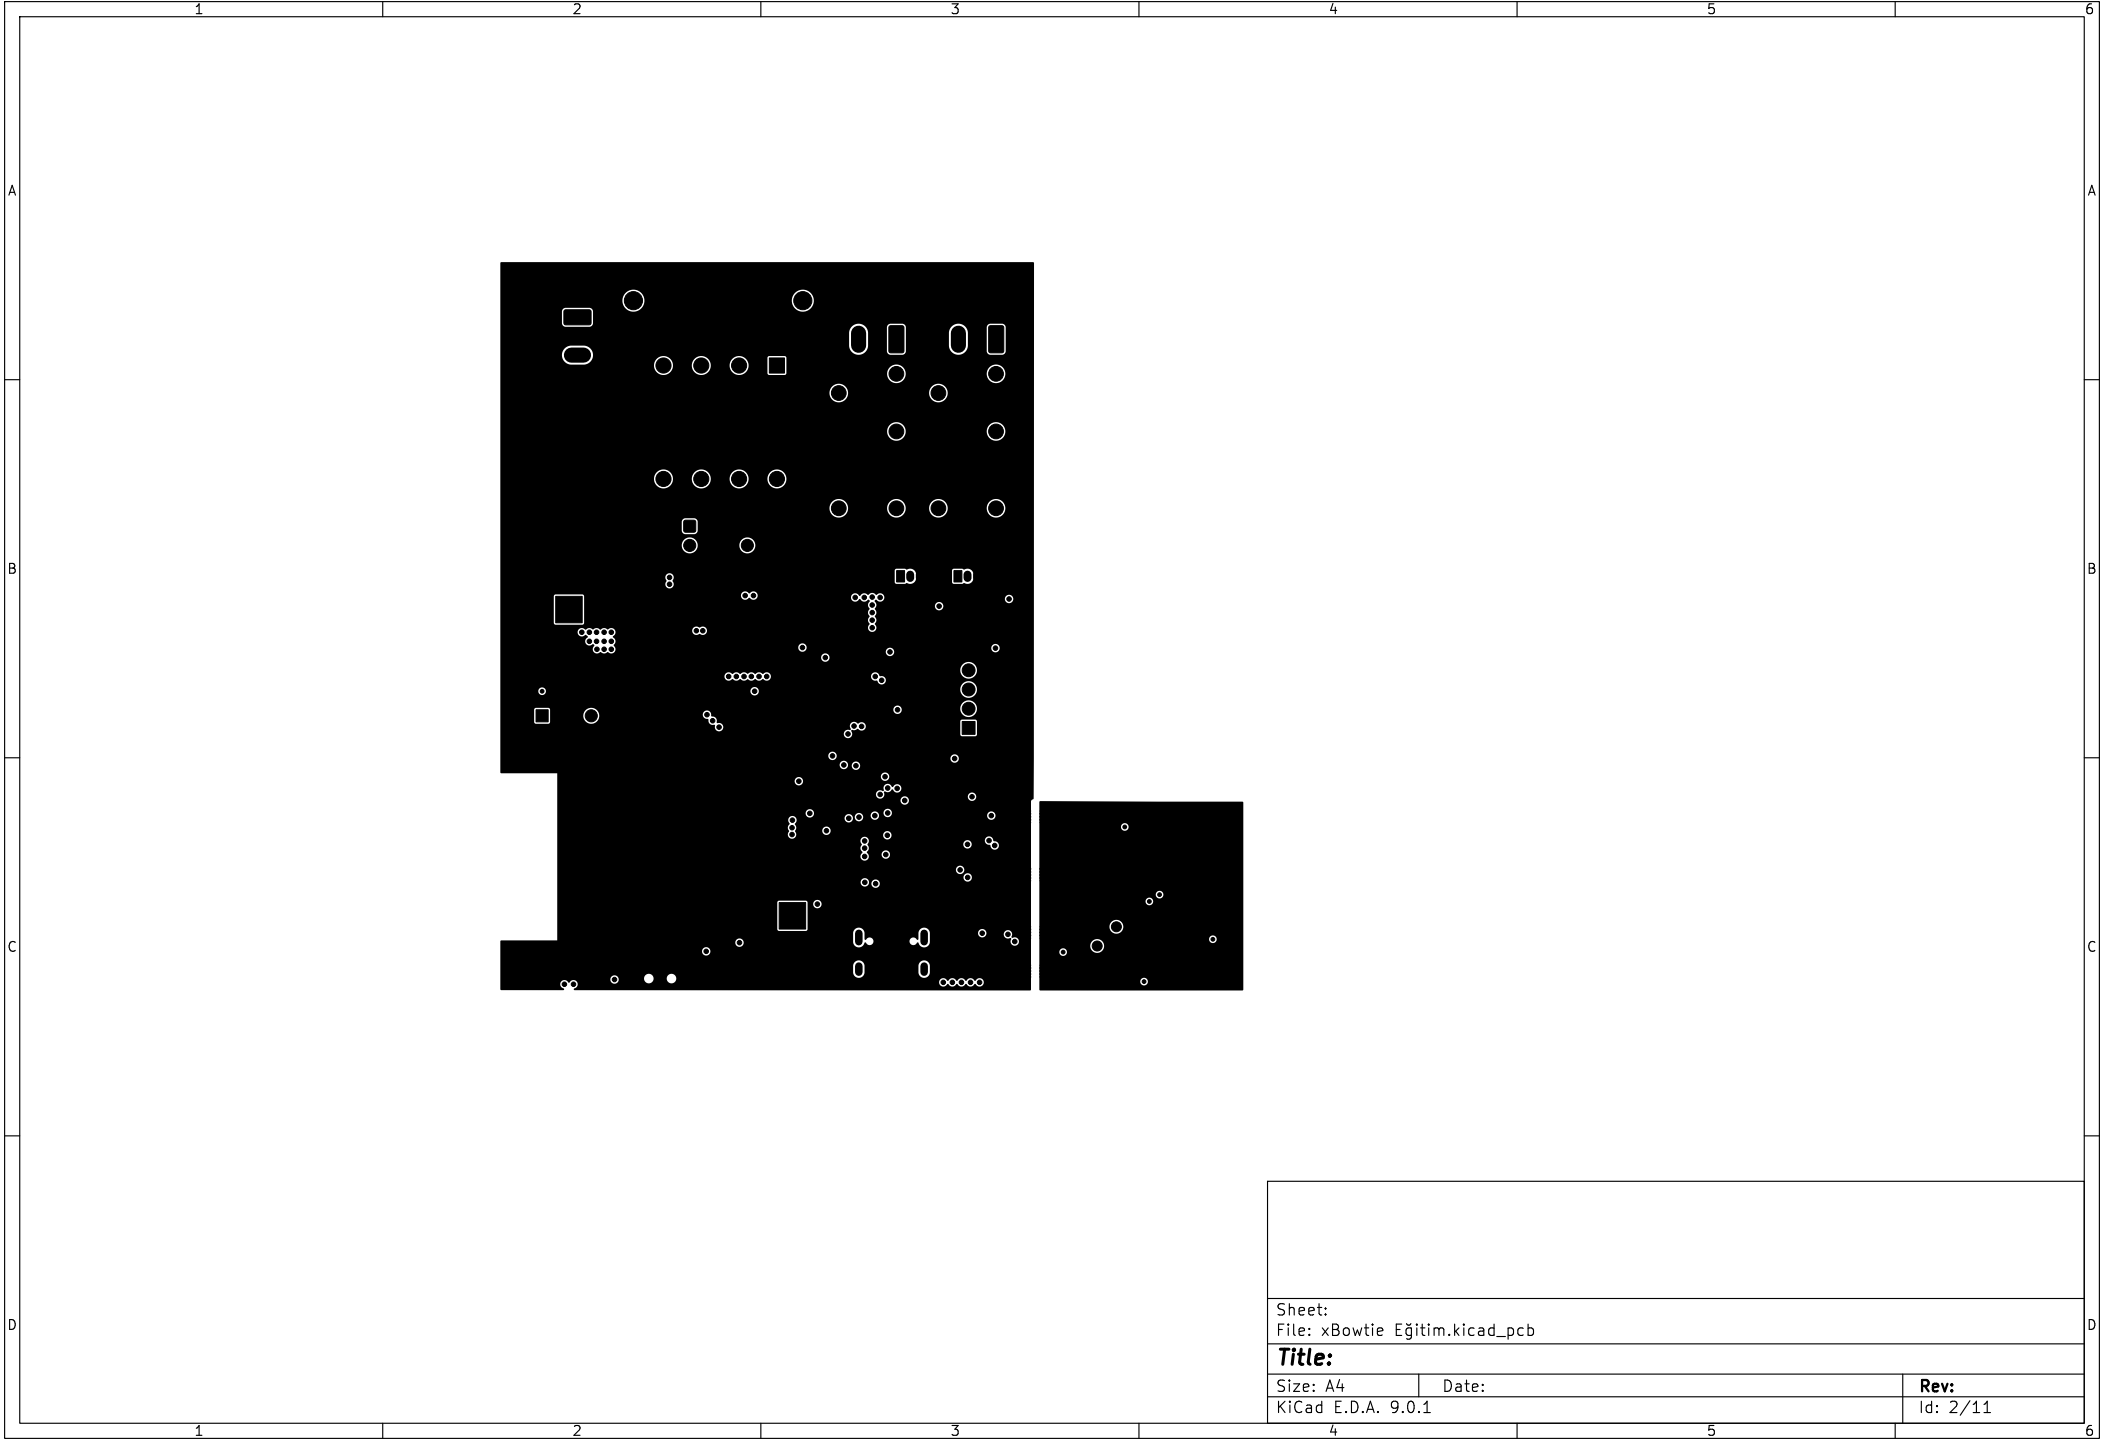 1 2 3 4 5 6
A A
B B
C C
Sheet:
File: xBowtie Eğitim.kicad_pcb
D D
Title:
Size: A4 Date: Rev:
KiCad E.D.A. 9.0.1 Id: 2/11
1 2 3 4 5 6